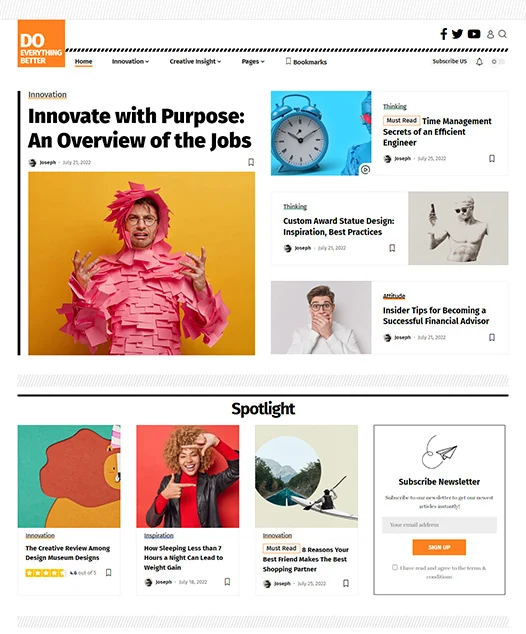 DO
EVERYTHING
BETTER
Home
Innovation
Creative Insight
Pages
Bookmarks
Subscribe US
Innovation
Innovate with Purpose:
An Overview of the Jobs
Joseph - July 21, 2022
Thinking
Must Read Time Management
Secrets of an Efficient
Engineer
Joseph - July 25, 2022
Thinking
Custom Award Statue Design:
Inspiration, Best Practices
Joseph - July 21, 2022
Attitude
Insider Tips for Becoming a
Successful Financial Advisor
Joseph - July 21, 2022
Spotlight
Innovation
The Creative Review Among
Design Museum Designs
4.6 out of 5
Inspiration
How Sleeping Less than 7
Hours a Night Can Lead to
Weight Gain
Joseph - July 18, 2022
Innovation
Must Read 8 Reasons Your
Best Friend Makes The Best
Shopping Partner
Joseph - July 25, 2022
Subscribe Newsletter
Subscribe to our newsletter to get our newest
articles instantly!
Your email address
SIGN UP
I have read and agree to the terms &
conditions